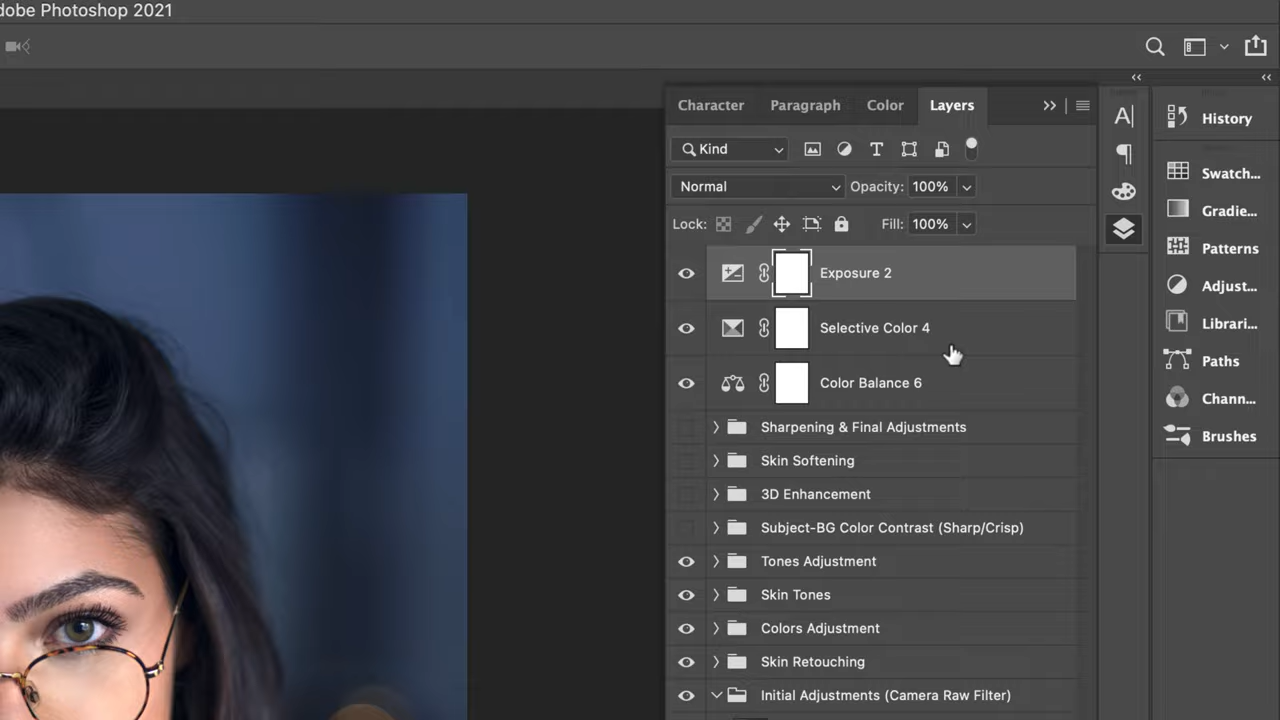 dobe Photoshop 2021
Character Paragraph Color Layers
Kind
Normal Opacity: 100%
Lock: Fill: 100%
Exposure 2
Selective Color 4
Color Balance 6
Sharpening & Final Adjustments
Skin Softening
3D Enhancement
Subject-BG Color Contrast (Sharp/Crisp)
Tones Adjustment
Skin Tones
Colors Adjustment
Skin Retouching
Initial Adjustments (Camera Raw Filter)
History
Swatch...
Gradie...
Patterns
Adjust...
Librari...
Paths
Chann...
Brushes